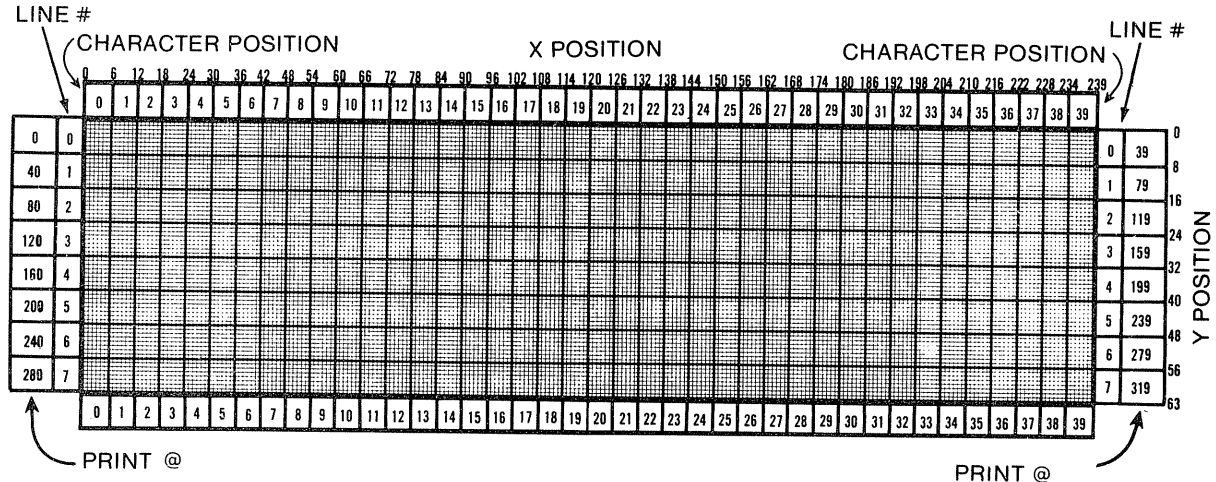 LINE #
LINE #
CHARACTER POSITION X POSITION CHARACTER POSITION
0 6 12 18 24 30 36 42 48 54 60 66 72 78 84 90 96 102 108 114 120 126 132 138 144 150 156 162 168 174 180 186 192 198 204 210 216 222 228 234 239
0 1 2 3 4 5 6 7 8 9 10 11 12 13 14 15 16 17 18 19 20 21 22 23 24 25 26 27 28 29 30 31 32 33 34 35 36 37 38 39
0
0 0 0 39
8
40 1 1 79
16
80 2 2 119
24
120 3 3 159
32
160 4 4 199
40
200 5 5 239
48
240 6 6 279
56
280 7 7 319
63
Y POSITION
0 1 2 3 4 5 6 7 8 9 10 11 12 13 14 15 16 17 18 19 20 21 22 23 24 25 26 27 28 29 30 31 32 33 34 35 36 37 38 39
PRINT @ PRINT @